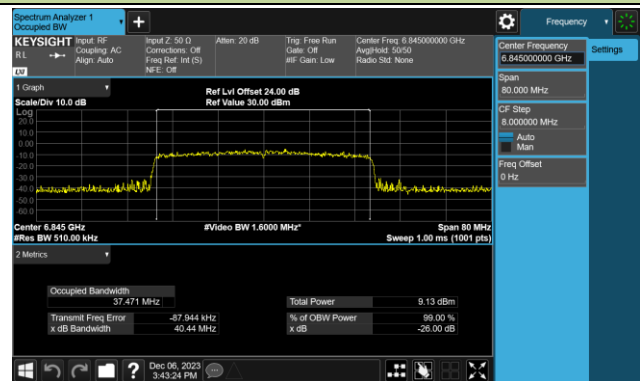 Spectrum Analyzer 1
Occupied BW
+
Frequency
KEYSIGHT
RL
Input: RF
Coupling: AC
Align: Auto
Input Z: 50 Ω
Corrections: Off
Freq Ref: Int (S)
NFE: Off
Atten: 20 dB
Trig: Free Run
Gate: Off
#IF Gain: Low
Center Freq: 6.845000000 GHz
Avg|Hold: 50/50
Radio Std: None
Center Frequency
6.845000000 GHz
Settings
Span
80.000 MHz
CF Step
8.000000 MHz
Auto
Man
Freq Offset
0 Hz
1 Graph
Scale/Div 10.0 dB
Ref Lvl Offset 24.00 dB
Ref Value 30.00 dBm
Log
20.0
10.0
0.00
-10.0
-20.0
-30.0
-40.0
-50.0
-60.0
Center 6.845 GHz
#Res BW 510.00 kHz
#Video BW 1.6000 MHz*
Span 80 MHz
Sweep 1.00 ms (1001 pts)
2 Metrics
Occupied Bandwidth
37.471 MHz
Total Power
9.13 dBm
Transmit Freq Error
-87.944 kHz
% of OBW Power
99.00 %
x dB Bandwidth
40.44 MHz
x dB
-26.00 dB
?
Dec 06, 2023
3:43:24 PM